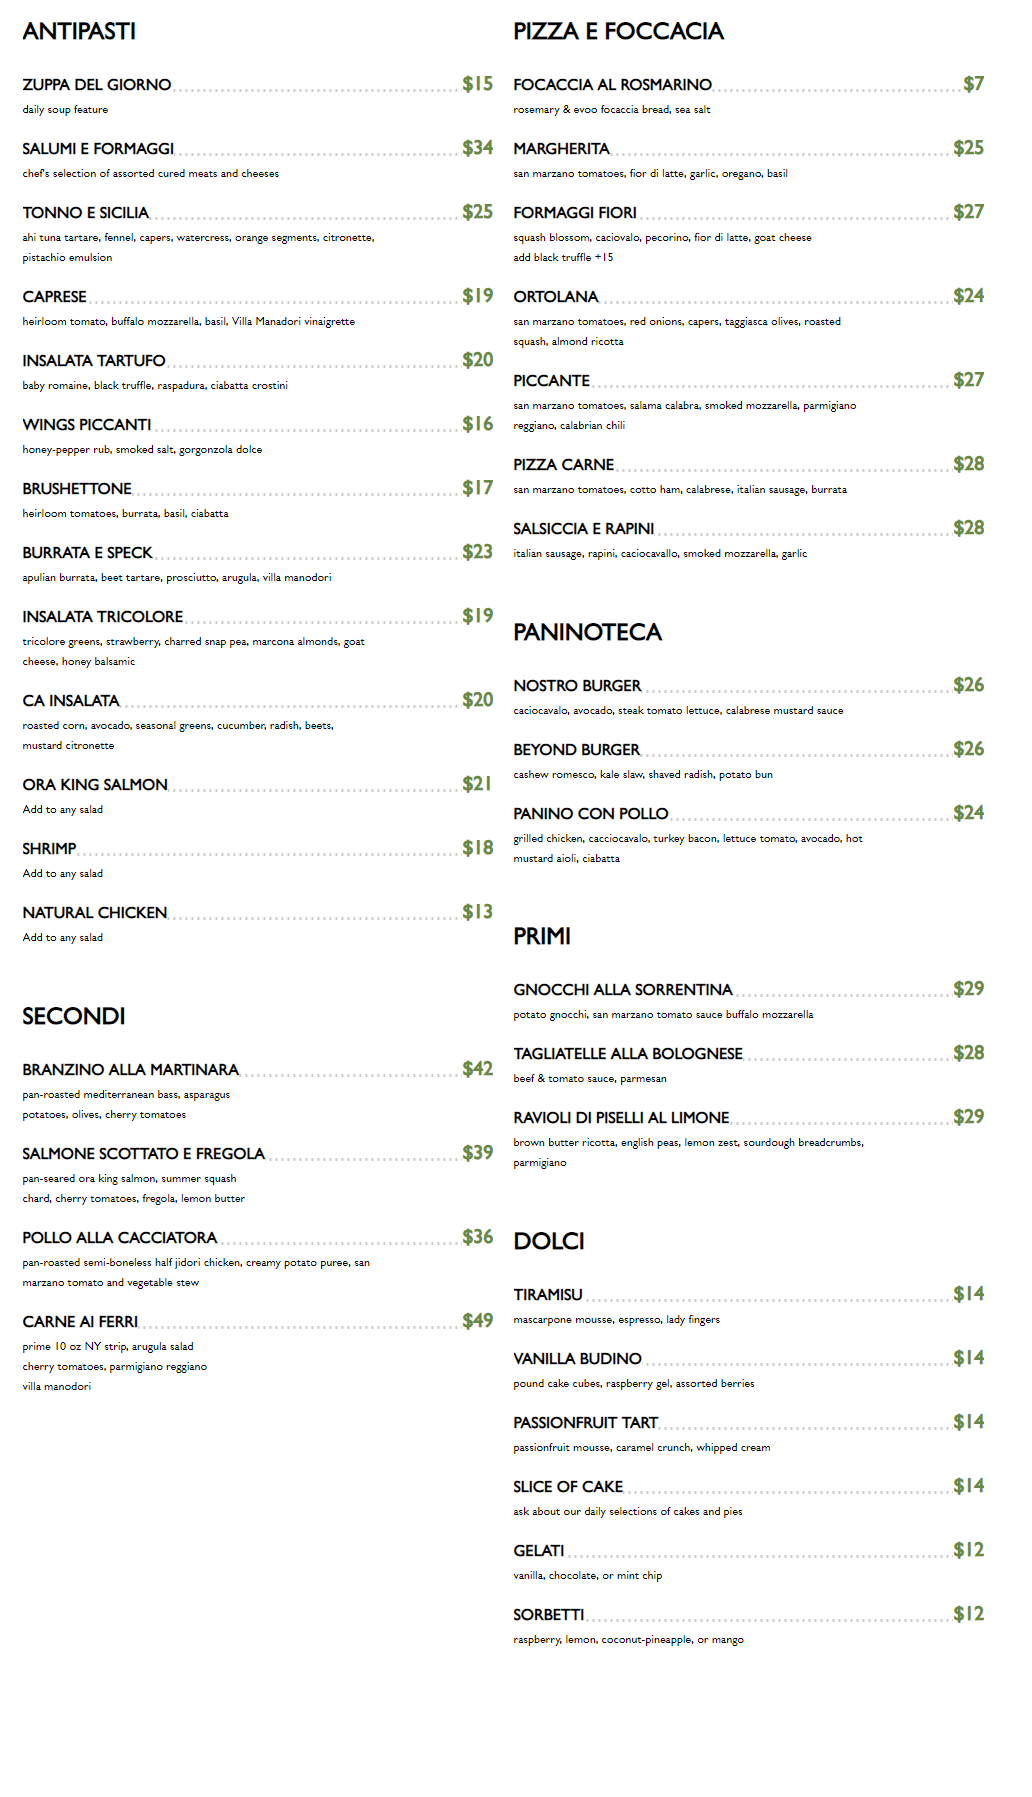 ANTIPASTI
ZUPPA DEL GIORNO $15
daily soup feature
SALUMI E FORMAGGI $34
chef's selection of assorted cured meats and cheeses
TONNO E SICILIA $25
ahi tuna tartare, fennel, capers, watercress, orange segments, citronette,
pistachio emulsion
CAPRESE $19
heirloom tomato, buffalo mozzarella, basil, Villa Manadori vinaigrette
INSALATA TARTUFO $20
baby romaine, black truffle, raspadura, ciabatta crostini
WINGS PICCANTI $16
honey-pepper rub, smoked salt, gorgonzola dolce
BRUSHETTONE $17
heirloom tomatoes, burrata, basil, ciabatta
BURRATA E SPECK $23
apulian burrata, beet tartare, prosciutto, arugula, villa manodori
INSALATA TRICOLORE $19
tricolore greens, strawberry, charred snap pea, marcona almonds, goat
cheese, honey balsamic
CA INSALATA $20
roasted corn, avocado, seasonal greens, cucumber, radish, beets,
mustard citronette
ORA KING SALMON $21
Add to any salad
SHRIMP $18
Add to any salad
NATURAL CHICKEN $13
Add to any salad
SECONDI
BRANZINO ALLA MARTINARA $42
pan-roasted mediterranean bass, asparagus
potatoes, olives, cherry tomatoes
SALMONE SCOTTATO E FREGOLA $39
pan-seared ora king salmon, summer squash
chard, cherry tomatoes, fregola, lemon butter
POLLO ALLA CACCIATORA $36
pan-roasted semi-boneless half jidori chicken, creamy potato puree, san
marzano tomato and vegetable stew
CARNE AI FERRI $49
prime 10 oz NY strip, arugula salad
cherry tomatoes, parmigiano reggiano
villa manodori
PIZZA E FOCCACIA
FOCACCIA AL ROSMARINO $7
rosemary & evoo focaccia bread, sea salt
MARGHERITA $25
san marzano tomatoes, fior di latte, garlic, oregano, basil
FORMAGGI FIORI $27
squash blossom, caciovalo, pecorino, fior di latte, goat cheese
add black truffle +15
ORTOLANA $24
san marzano tomatoes, red onions, capers, taggiasca olives, roasted
squash, almond ricotta
PICCANTE $27
san marzano tomatoes, salama calabra, smoked mozzarella, parmigiano
reggiano, calabrian chili
PIZZA CARNE $28
san marzano tomatoes, cotto ham, calabrese, italian sausage, burrata
SALSICCIA E RAPINI $28
italian sausage, rapini, caciocavallo, smoked mozzarella, garlic
PANINOTECA
NOSTRO BURGER $26
caciocavalo, avocado, steak tomato lettuce, calabrese mustard sauce
BEYOND BURGER $26
cashew romesco, kale slaw, shaved radish, potato bun
PANINO CON POLLO $24
grilled chicken, cacciocavalo, turkey bacon, lettuce tomato, avocado, hot
mustard aioli, ciabatta
PRIMI
GNOCCHI ALLA SORRENTINA $29
potato gnocchi, san marzano tomato sauce buffalo mozzarella
TAGLIATELLE ALLA BOLOGNESE $28
beef & tomato sauce, parmesan
RAVIOLI DI PISELLI AL LIMONE $29
brown butter ricotta, english peas, lemon zest, sourdough breadcrumbs,
parmigiano
DOLCI
TIRAMISU $14
mascarpone mousse, espresso, lady fingers
VANILLA BUDINO $14
pound cake cubes, raspberry gel, assorted berries
PASSIONFRUIT TART $14
passionfruit mousse, caramel crunch, whipped cream
SLICE OF CAKE $14
ask about our daily selections of cakes and pies
GELATI $12
vanilla, chocolate, or mint chip
SORBETTI $12
raspberry, lemon, coconut-pineapple, or mango